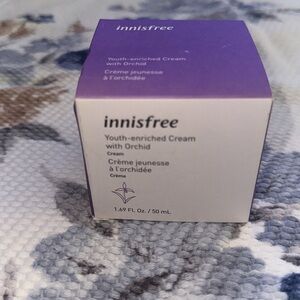 innisfree
Youth-enriched Cream
with Orchid
Crème jeunesse
à l'orchidée
innisfree
Youth-enriched Cream
with Orchid
Cream
Crème jeunesse
à l'orchidée
Crème
1.69 FL Oz. / 50 mL